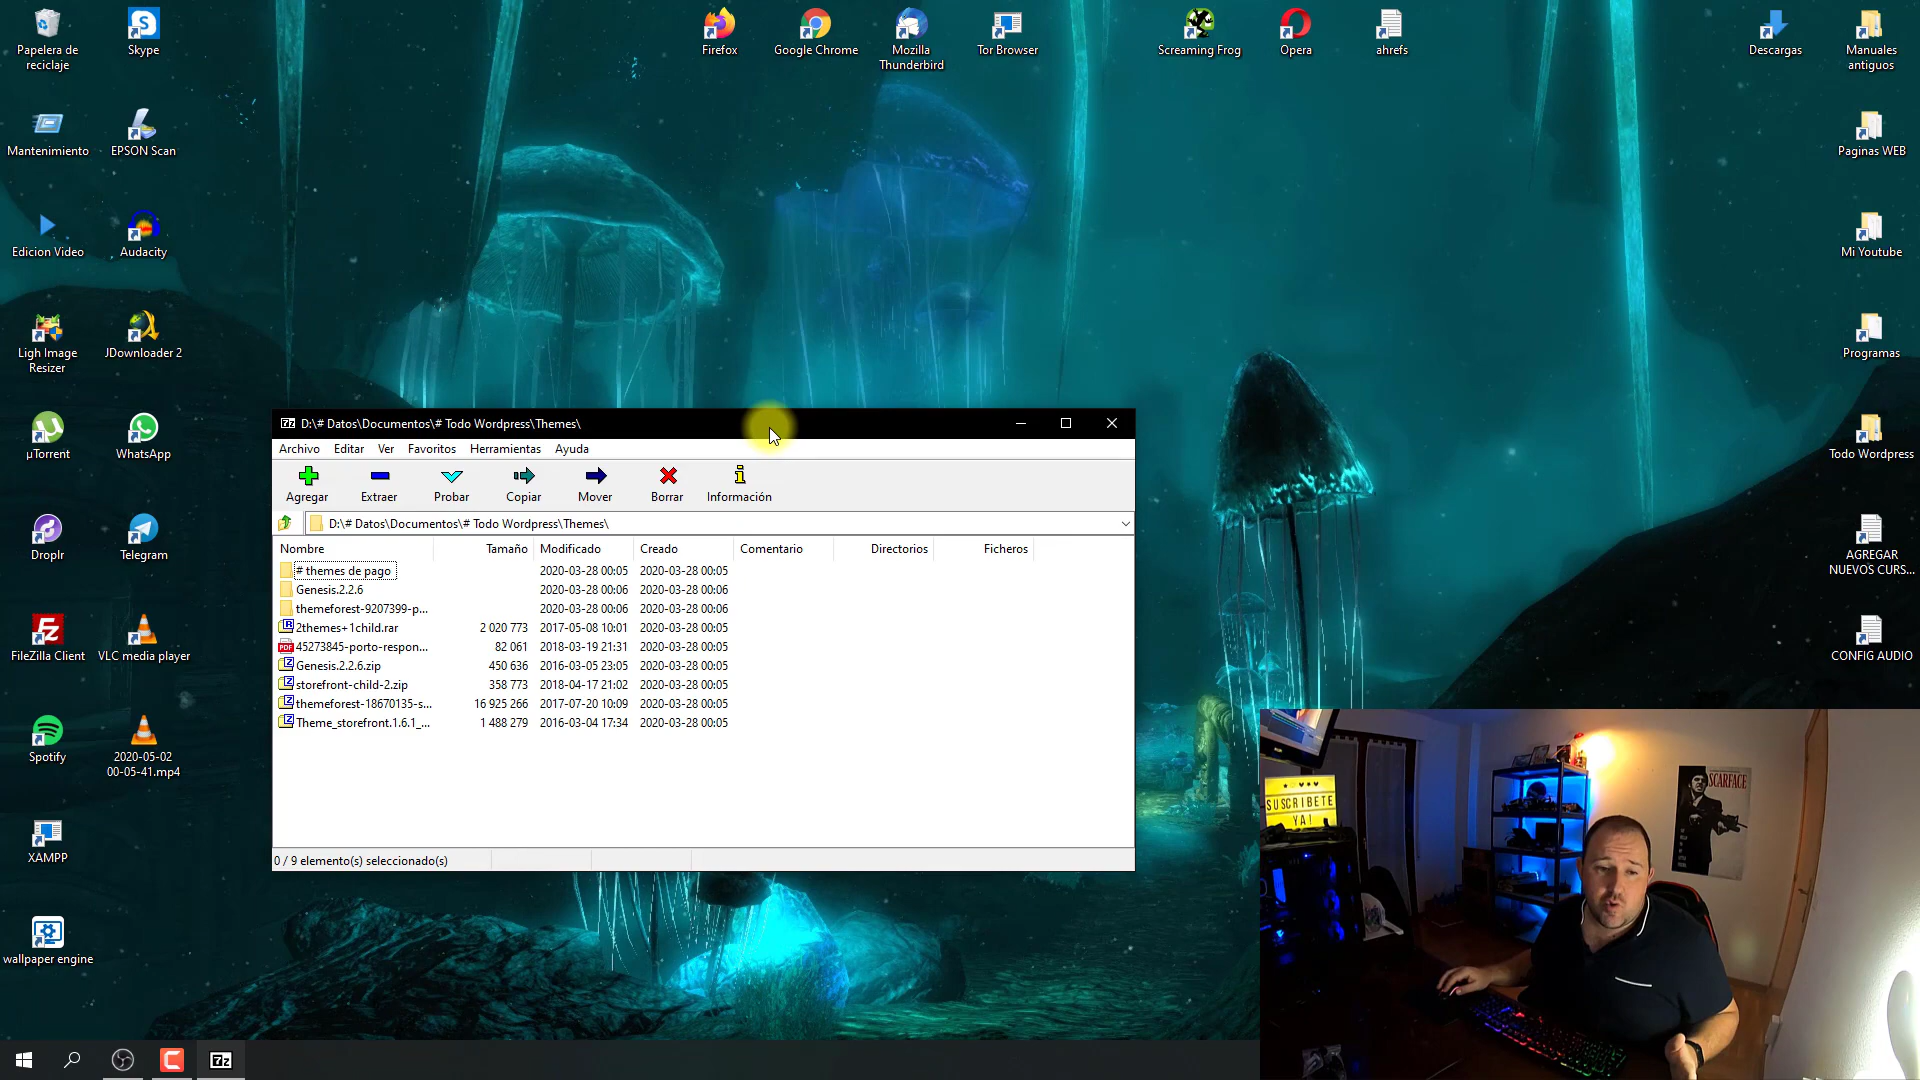 Papelera de
reciclaje
Skype
Firefox
Google Chrome
Mozilla
Thunderbird
Tor Browser
Screaming Frog
Opera
ahrefs
Descargas
Manuales
antiguos
Mantenimiento
EPSON Scan
Paginas WEB
Edicion Video
Audacity
Mi Youtube
Ligh Image
Resizer
JDownloader 2
Programas
µTorrent
WhatsApp
Todo Wordpress
Droplr
Telegram
AGREGAR
NUEVOS CURS...
FileZilla Client
VLC media player
CONFIG AUDIO
Spotify
2020-05-02
00-05-41.mp4
XAMPP
wallpaper engine
7z D:\# Datos\Documentos\# Todo Wordpress\Themes\
Archivo Editar Ver Favoritos Herramientas Ayuda
Agregar Extraer Probar Copiar Mover Borrar Información
D:\# Datos\Documentos\# Todo Wordpress\Themes\
Nombre Tamaño Modificado Creado Comentario Directorios Ficheros
# themes de pago 2020-03-28 00:05 2020-03-28 00:05
Genesis.2.2.6 2020-03-28 00:06 2020-03-28 00:05
themeforest-9207399-p... 2020-03-28 00:06 2020-03-28 00:06
2themes+1child.rar 2 020 773 2017-05-08 10:01 2020-03-28 00:05
PDF 45273845-porto-respon... 82 061 2018-03-19 21:31 2020-03-28 00:05
Genesis.2.2.6.zip 450 636 2016-03-05 23:05 2020-03-28 00:05
storefront-child-2.zip 358 773 2018-04-17 21:02 2020-03-28 00:05
themeforest-18670135-s... 16 925 266 2017-07-20 10:09 2020-03-28 00:05
Theme_storefront.1.6.1_... 1 488 279 2016-03-04 17:34 2020-03-28 00:05
0 / 9 elemento(s) seleccionado(s)
SUSCRIBETE
YA!
SCARFACE
7z